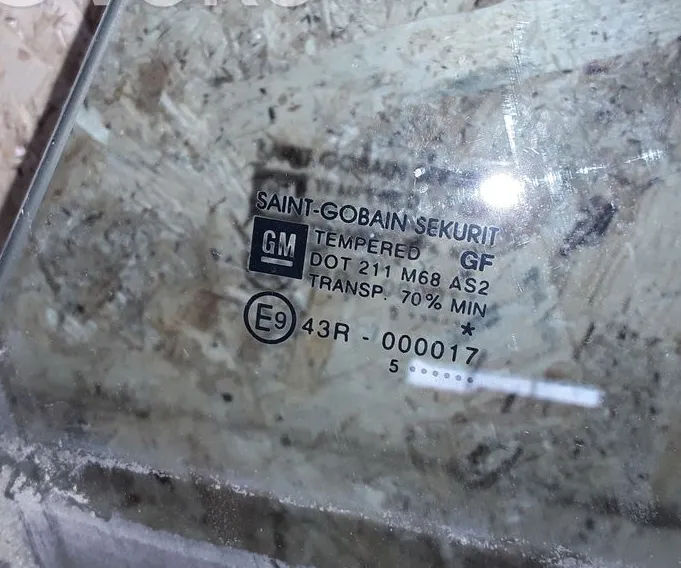 SAINT-GOBAIN SEKURIT
GM TEMPERED GF
DOT 211 M68 AS2
TRANSP. 70% MIN
*
E9 43R - 000017
5 ••••••